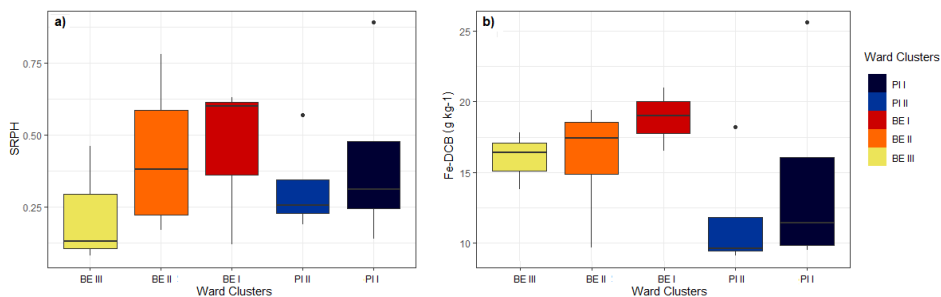 a)
SRPH
0.75
0.50
0.25
BE III
BE II
BE I
PI II
PI I
Ward Clusters
b)
Fe-DCB (g kg-1)
25
20
15
10
BE III
BE II
BE I
PI II
PI I
Ward Clusters
Ward Clusters
PI I
PI II
BE I
BE II
BE III